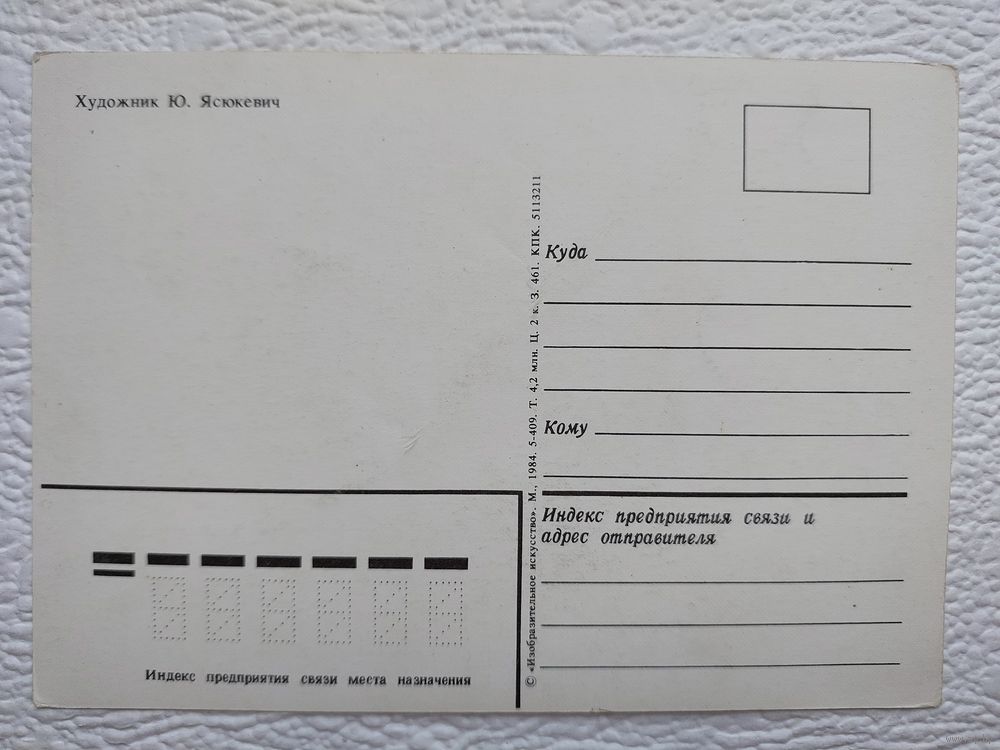 Художник Ю. Ясюкевич
© «Изобразительное искусство». М., 1984. 5-409. Т. 4,2 млн. Ц. 2 к. З. 461. КПК. 5113211
Куда
Кому
Индекс предприятия связи и
адрес отправителя
Индекс предприятия связи места назначения